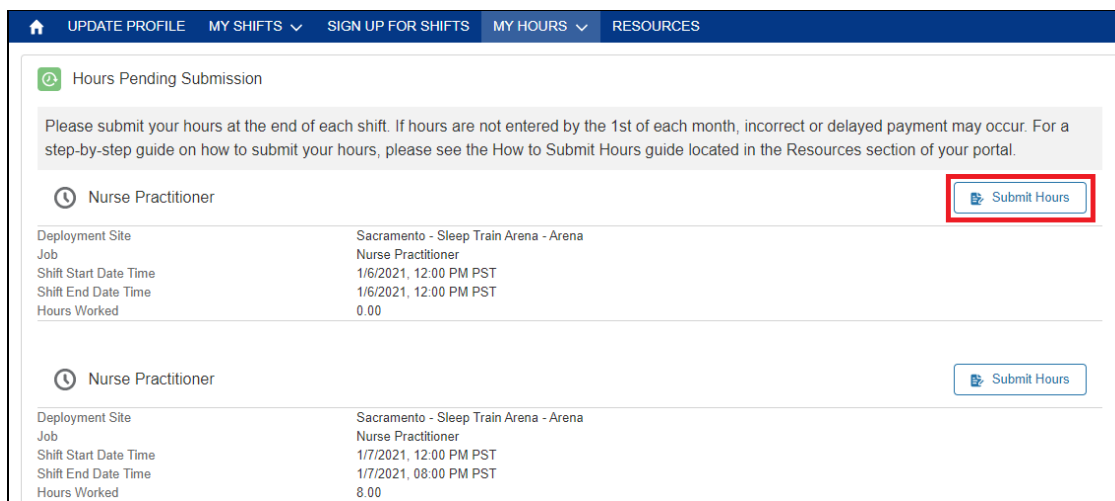 UPDATE PROFILE MY SHIFTS SIGN UP FOR SHIFTS MY HOURS RESOURCES
Hours Pending Submission
Please submit your hours at the end of each shift. If hours are not entered by the 1st of each month, incorrect or delayed payment may occur. For a
step-by-step guide on how to submit your hours, please see the How to Submit Hours guide located in the Resources section of your portal.
Nurse Practitioner Submit Hours
Deployment Site Sacramento - Sleep Train Arena - Arena
Job Nurse Practitioner
Shift Start Date Time 1/6/2021, 12:00 PM PST
Shift End Date Time 1/6/2021, 12:00 PM PST
Hours Worked 0.00
Nurse Practitioner Submit Hours
Deployment Site Sacramento - Sleep Train Arena - Arena
Job Nurse Practitioner
Shift Start Date Time 1/7/2021, 12:00 PM PST
Shift End Date Time 1/7/2021, 08:00 PM PST
Hours Worked 8.00